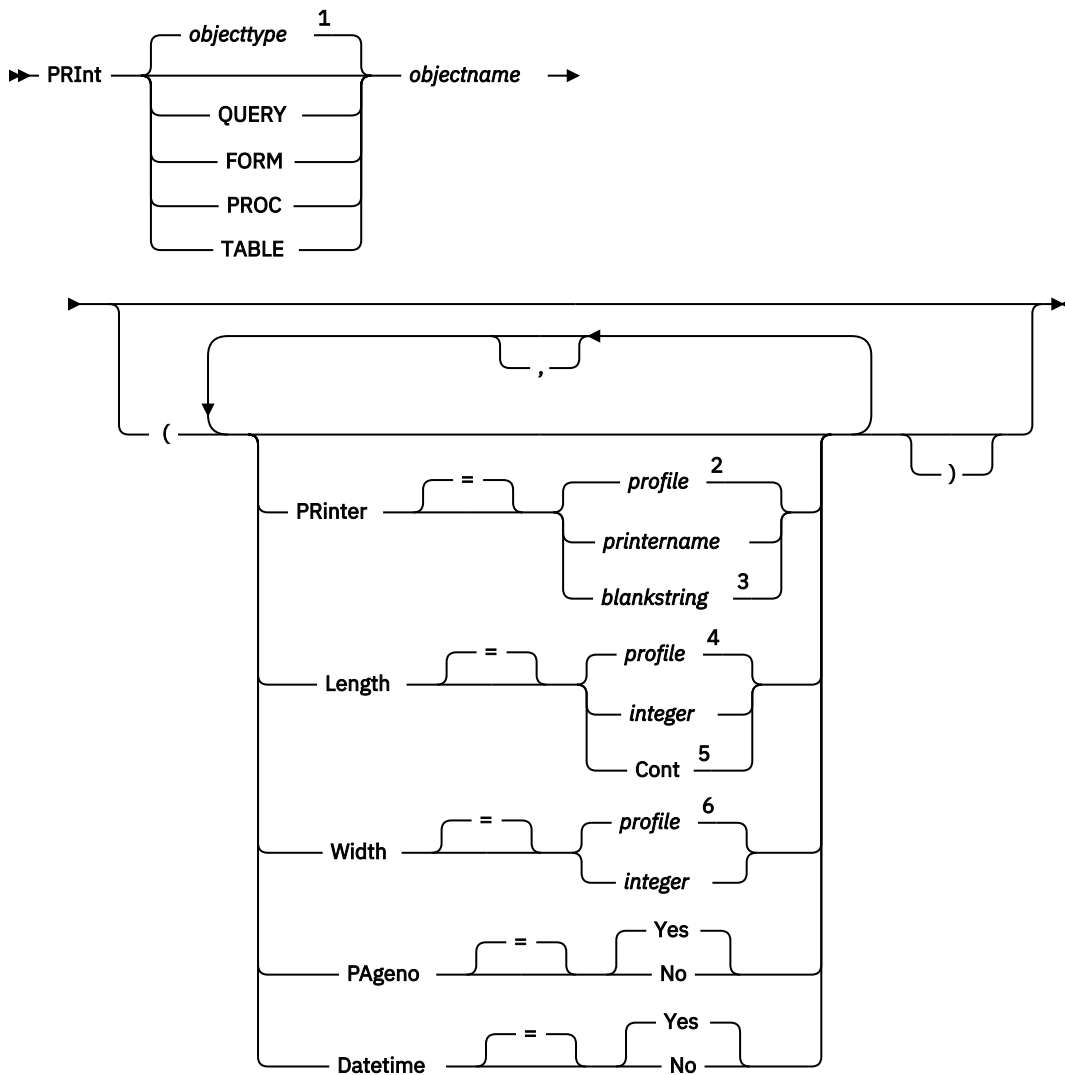 objecttype 1
PRInt objectname
QUERY
FORM
PROC
TABLE
,
(
)
= profile 2
PRinter
printername
blankstring 3
= profile 4
Length
integer
Cont 5
= profile 6
Width
integer
= Yes
PAgeno No
= Yes
Datetime No